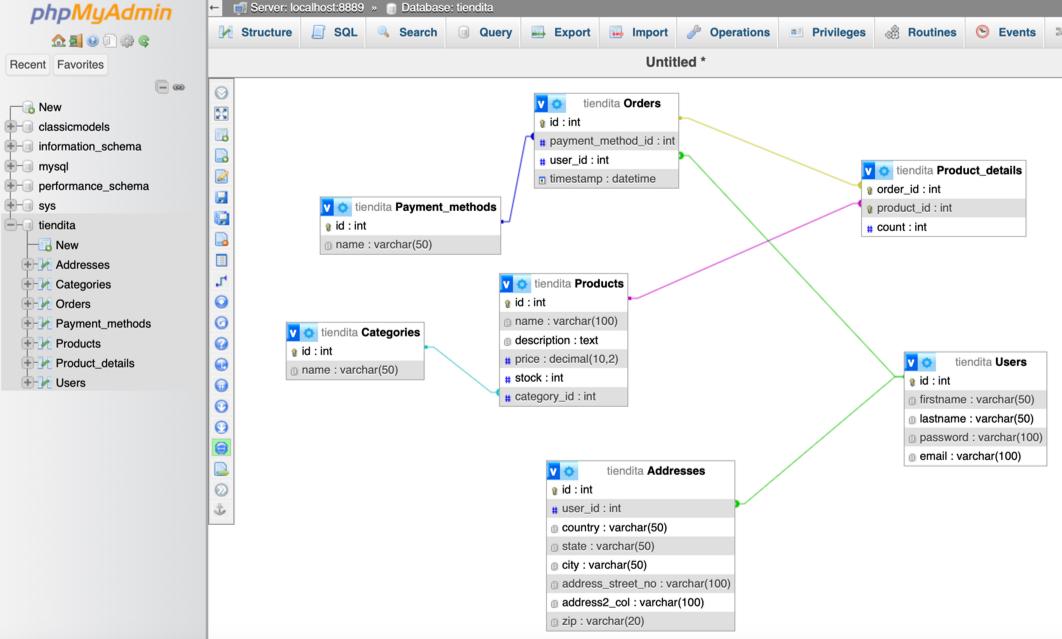 phpMyAdmin
Recent Favorites
New
classicmodels
information_schema
mysql
performance_schema
sys
tiendita
New
Addresses
Categories
Orders
Payment_methods
Products
Product_details
Users
Server: localhost:8889 » Database: tiendita
Structure SQL Search Query Export Import Operations Privileges Routines Events
Untitled *
v tiendita Orders
id : int
payment_method_id : int
user_id : int
timestamp : datetime
v tiendita Product_details
order_id : int
product_id : int
count : int
v tiendita Payment_methods
id : int
name : varchar(50)
v tiendita Products
id : int
name : varchar(100)
description : text
price : decimal(10,2)
stock : int
category_id : int
v tiendita Categories
id : int
name : varchar(50)
v tiendita Users
id : int
firstname : varchar(50)
lastname : varchar(50)
password : varchar(100)
email : varchar(100)
v tiendita Addresses
id : int
user_id : int
country : varchar(50)
state : varchar(50)
city : varchar(50)
address_street_no : varchar(100)
address2_col : varchar(100)
zip : varchar(20)